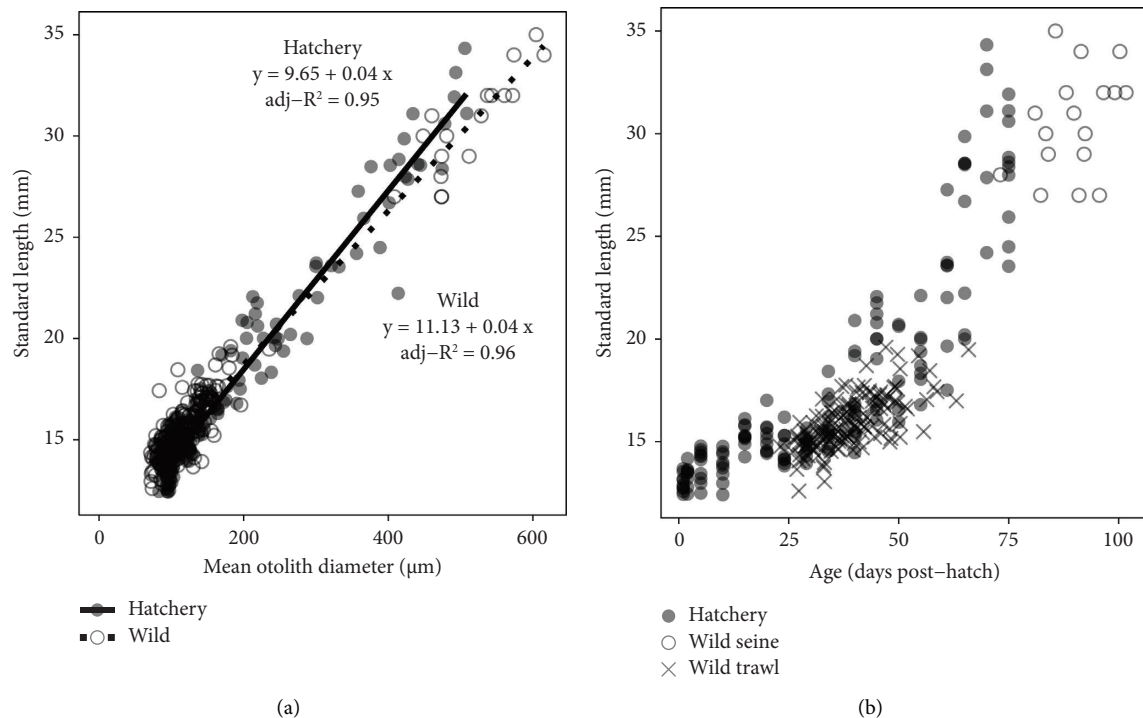 35
30
25
20
15
Standard length (mm)
Hatchery
y = 9.65 + 0.04 x
adj−R² = 0.95
Wild
y = 11.13 + 0.04 x
adj−R² = 0.96
0
200
400
600
Mean otolith diameter (μm)
Hatchery
Wild
(a)
35
30
25
20
15
Standard length (mm)
0
25
50
75
100
Age (days post−hatch)
Hatchery
Wild seine
Wild trawl
(b)